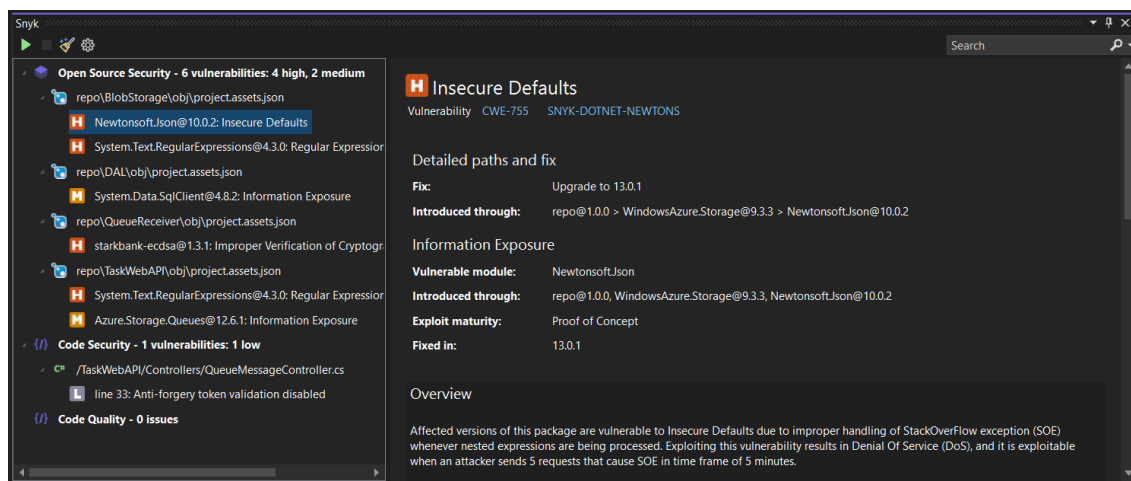 Snyk
Search
Open Source Security - 6 vulnerabilities: 4 high, 2 medium
repo\BlobStorage\obj\project.assets.json
H Newtonsoft.Json@10.0.2: Insecure Defaults
H System.Text.RegularExpressions@4.3.0: Regular Expression
repo\DAL\obj\project.assets.json
M System.Data.SqlClient@4.8.2: Information Exposure
repo\QueueReceiver\obj\project.assets.json
H starkbank-ecdsa@1.3.1: Improper Verification of Cryptogr
repo\TaskWebAPI\obj\project.assets.json
H System.Text.RegularExpressions@4.3.0: Regular Expression
M Azure.Storage.Queues@12.6.1: Information Exposure
{/} Code Security - 1 vulnerabilities: 1 low
C# /TaskWebAPI/Controllers/QueueMessageController.cs
L line 33: Anti-forgery token validation disabled
{/} Code Quality - 0 issues
H Insecure Defaults
Vulnerability CWE-755 SNYK-DOTNET-NEWTONS
Detailed paths and fix
Fix: Upgrade to 13.0.1
Introduced through: repo@1.0.0 > WindowsAzure.Storage@9.3.3 > Newtonsoft.Json@10.0.2
Information Exposure
Vulnerable module: Newtonsoft.Json
Introduced through: repo@1.0.0, WindowsAzure.Storage@9.3.3, Newtonsoft.Json@10.0.2
Exploit maturity: Proof of Concept
Fixed in: 13.0.1
Overview
Affected versions of this package are vulnerable to Insecure Defaults due to improper handling of StackOverFlow exception (SOE)
whenever nested expressions are being processed. Exploiting this vulnerability results in Denial Of Service (DoS), and it is exploitable
when an attacker sends 5 requests that cause SOE in time frame of 5 minutes.